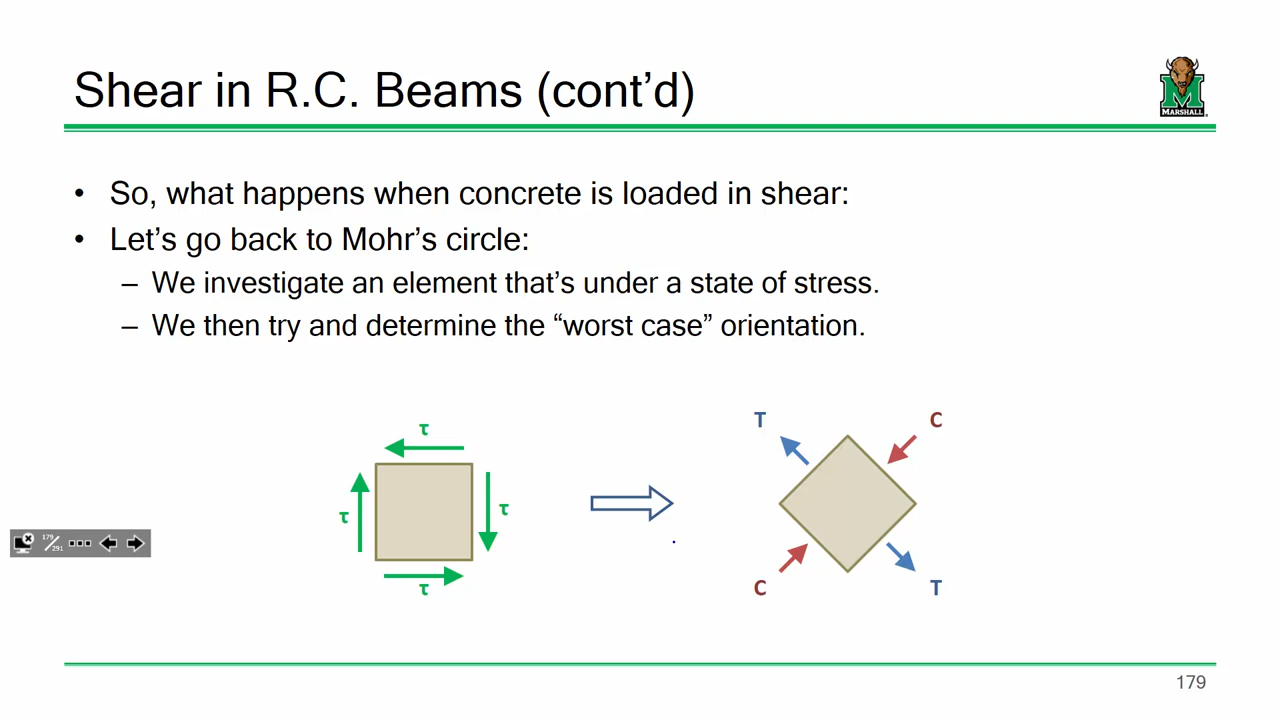 Shear in R.C. Beams (cont’d)
M
MARSHALL
• So, what happens when concrete is loaded in shear:
• Let’s go back to Mohr’s circle:
– We investigate an element that’s under a state of stress.
– We then try and determine the “worst case” orientation.
τ
τ
τ
τ
T
C
C
T
179/291
179